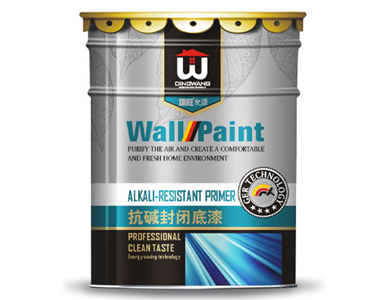 W
DINGWANG
Wall Paint
PURIFY THE AIR AND CREATE A COMFORTABLE
AND FRESH HOME ENVIRONMENT
ALKALI-RESISTANT PRIMER
抗碱封闭底漆
GER TECHNOLOGY
PROFESSIONAL
CLEAN TASTE
Energy-saving technology